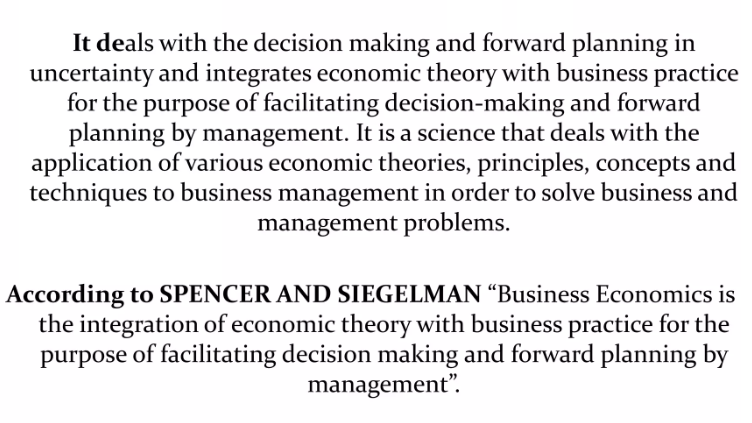 It deals with the decision making and forward planning in
uncertainty and integrates economic theory with business practice
for the purpose of facilitating decision-making and forward
planning by management. It is a science that deals with the
application of various economic theories, principles, concepts and
techniques to business management in order to solve business and
management problems.
According to SPENCER AND SIEGELMAN “Business Economics is
the integration of economic theory with business practice for the
purpose of facilitating decision making and forward planning by
management”.